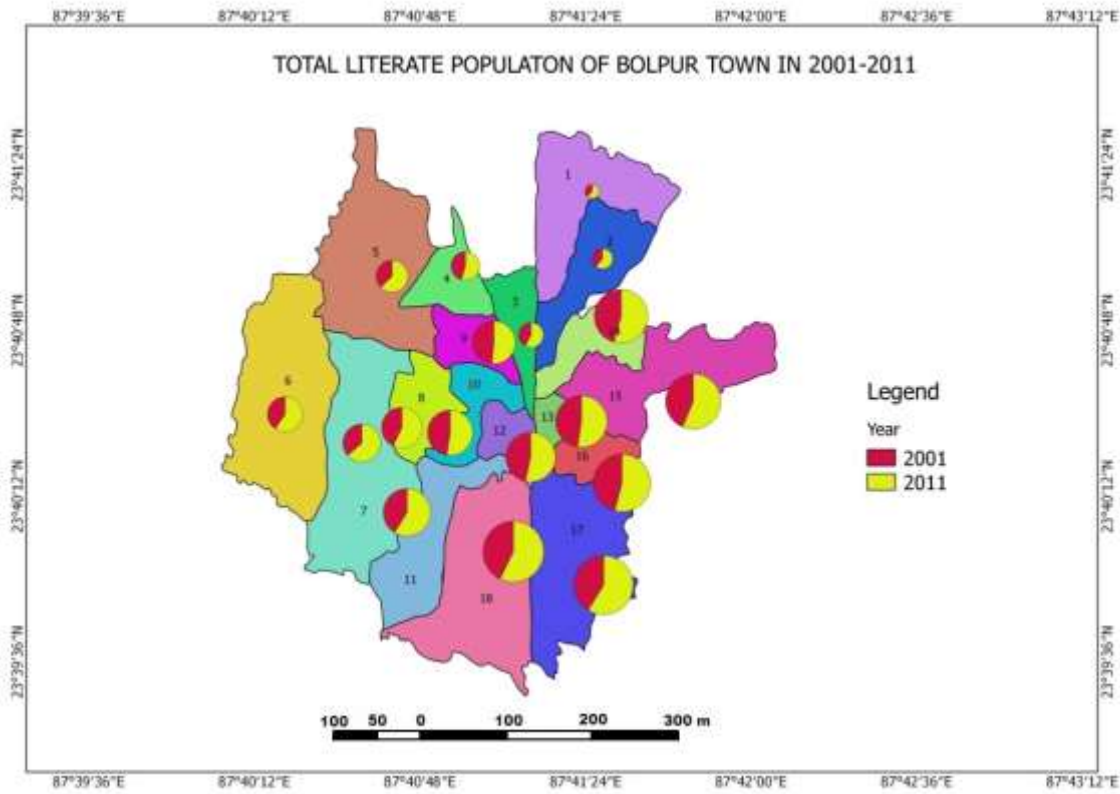 87°39'36"E 87°40'12"E 87°40'48"E 87°41'24"E 87°42'00"E 87°42'36"E 87°43'12"E
TOTAL LITERATE POPULATON OF BOLPUR TOWN IN 2001-2011
23°41'24"N
23°41'24"N
1
2
5
4
3
23°40'48"N
23°40'48"N
9
6
10
8
15
13
12
16
Legend
Year
2001
2011
23°40'12"N
23°40'12"N
7
17
11
18
23°39'36"N
23°39'36"N
100 50 0 100 200 300 m
87°39'36"E 87°40'12"E 87°40'48"E 87°41'24"E 87°42'00"E 87°42'36"E 87°43'12"E